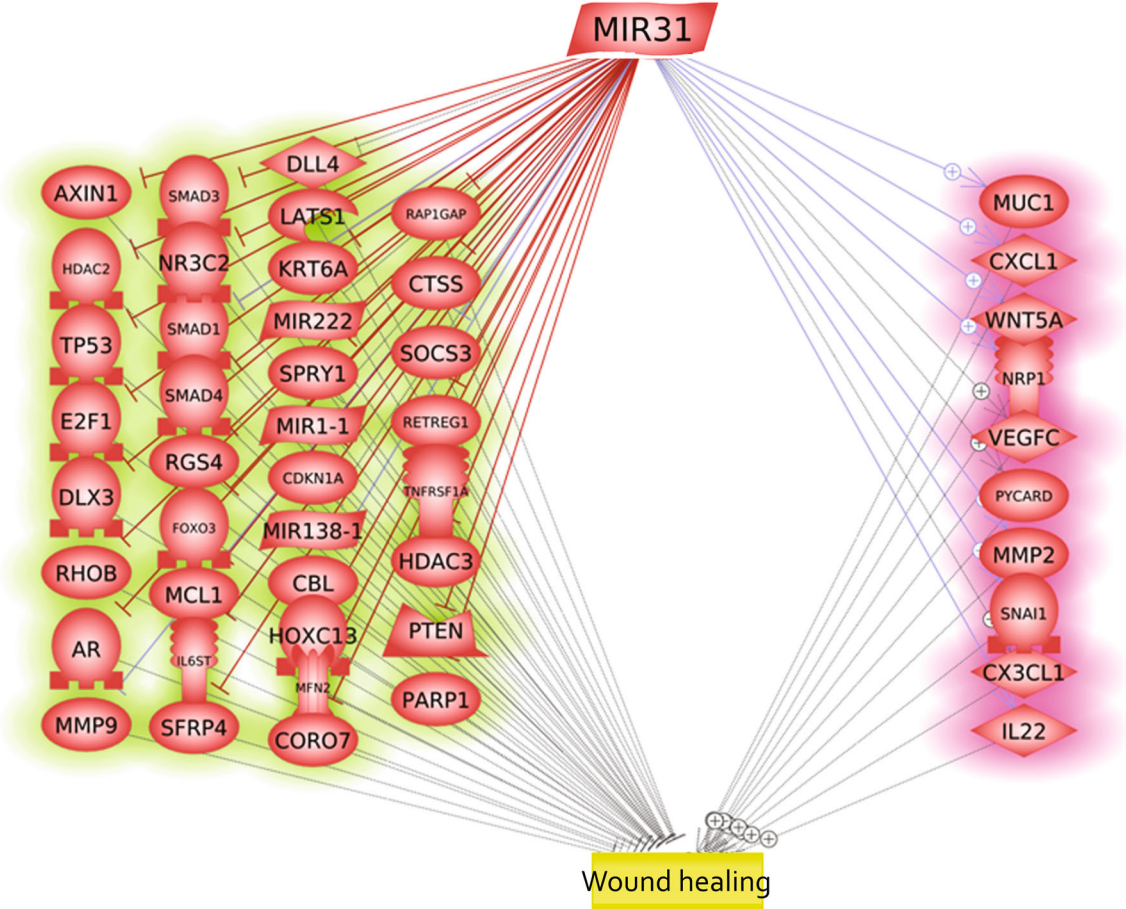 MIR31
AXIN1
HDAC2
TP53
E2F1
DLX3
RHOB
AR
MMP9
SMAD3
NR3C2
SMAD1
SMAD4
RGS4
FOXO3
MCL1
IL6ST
SFRP4
DLL4
LATS1
KRT6A
MIR222
SPRY1
MIR1-1
CDKN1A
MIR138-1
CBL
HOXC13
MFN2
CORO7
RAP1GAP
CTSS
SOCS3
RETREG1
TNFRSF1A
HDAC3
PTEN
PARP1
MUC1
CXCL1
WNT5A
NRP1
VEGFC
PYCARD
MMP2
SNAI1
CX3CL1
IL22
Wound healing